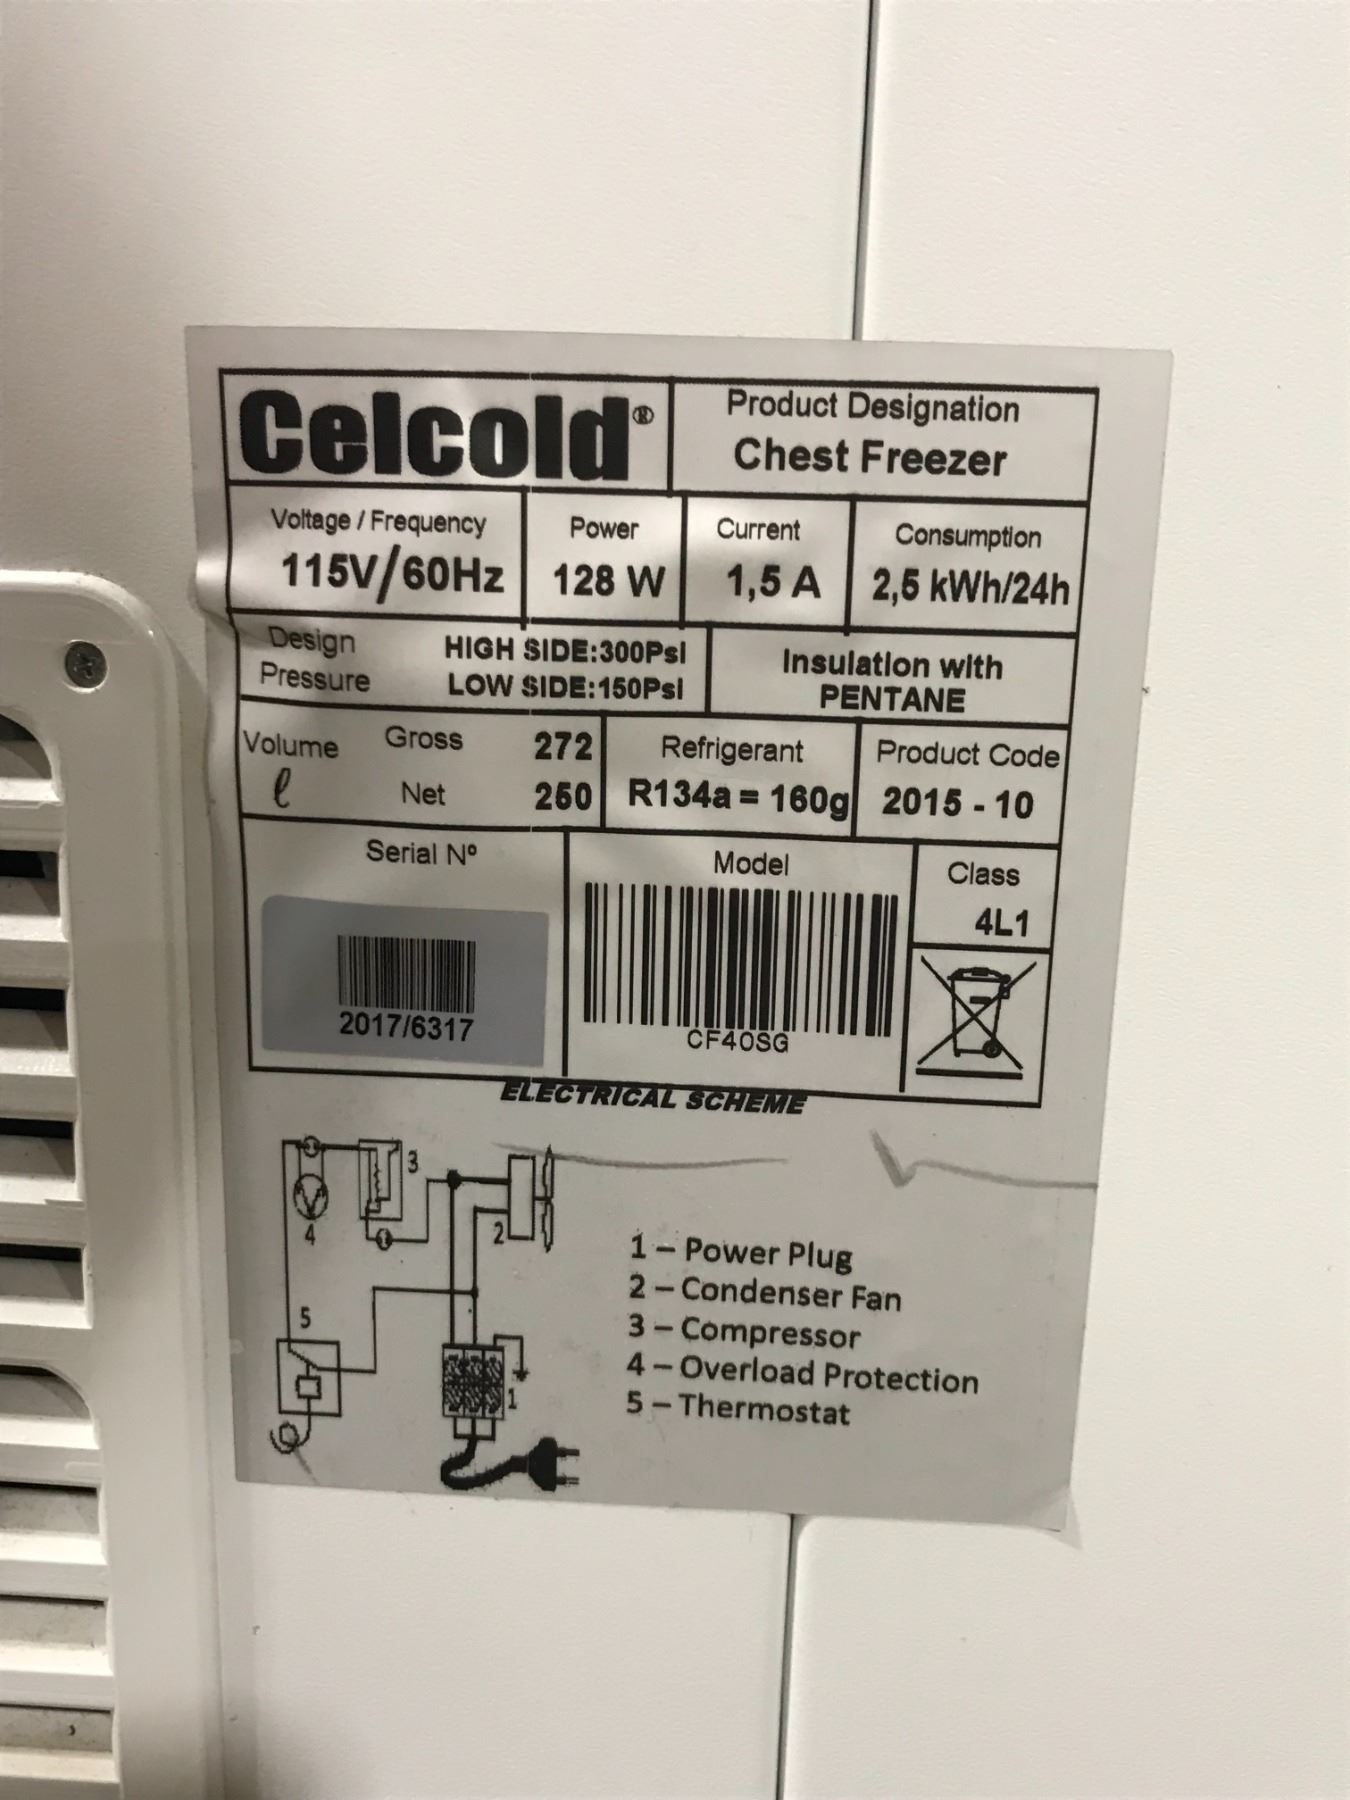 Celcold®
Product Designation
Chest Freezer
Voltage / Frequency
115V/60Hz
Power
128 W
Current
1,5 A
Consumption
2,5 kWh/24h
Design
Pressure
HIGH SIDE:300PsI
LOW SIDE:150PsI
Insulation with
PENTANE
Volume
ℓ
Gross 272
Net 250
Refrigerant
R134a = 160g
Product Code
2015 - 10
Serial Nº
2017/6317
Model
CF40SG
Class
4L1
ELECTRICAL SCHEME
3
4
2
5
1
1 – Power Plug
2 – Condenser Fan
3 – Compressor
4 – Overload Protection
5 – Thermostat